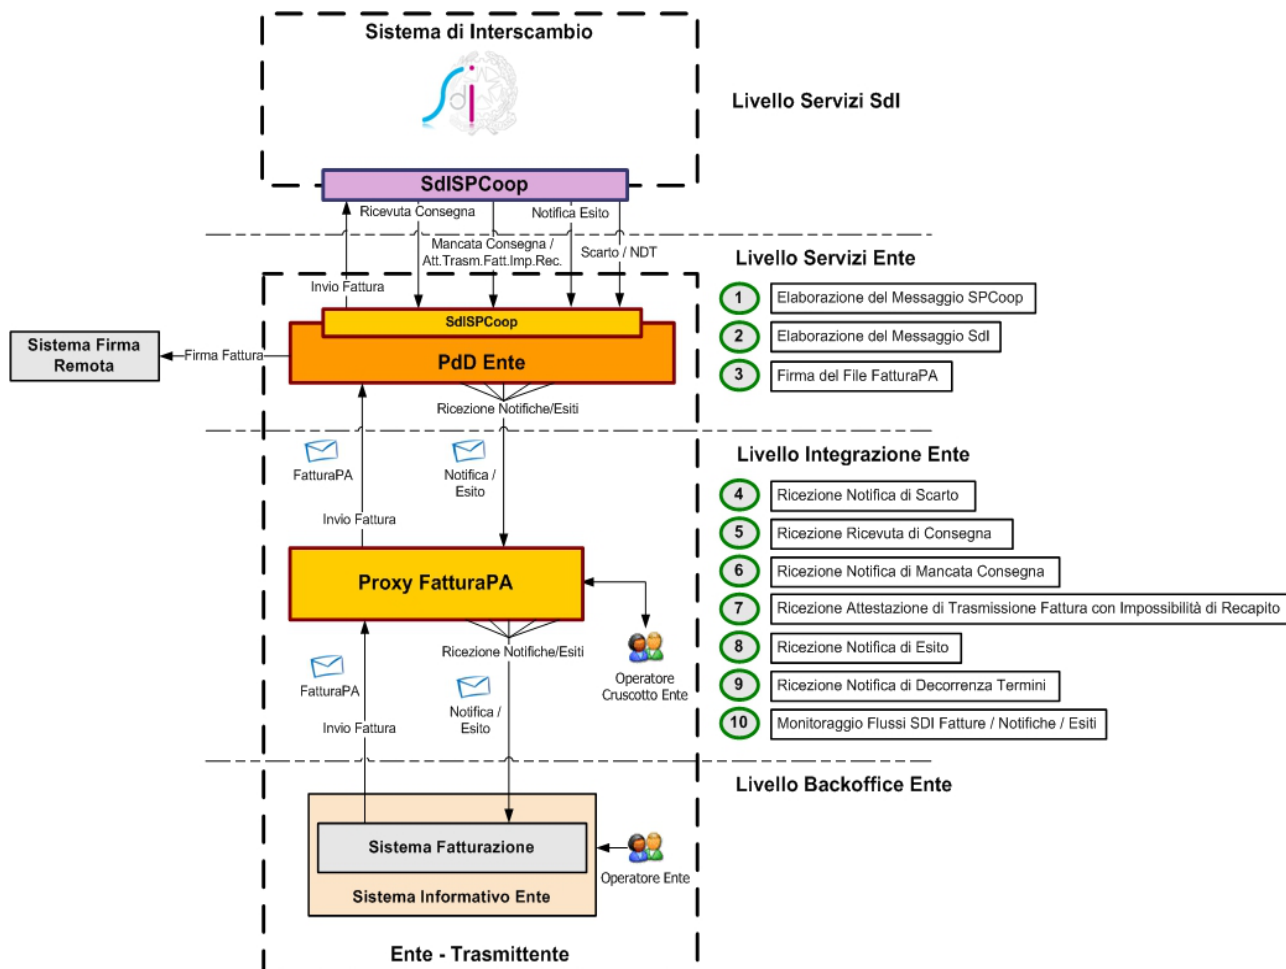 Sistema di Interscambio
Sdi
Livello Servizi SdI
SdISPCoop
Ricevuta Consegna
Notifica Esito
Mancata Consegna /
Att.Trasm.Fatt.Imp.Rec.
Scarto / NDT
Invio Fattura
Livello Servizi Ente
1 Elaborazione del Messaggio SPCoop
2 Elaborazione del Messaggio SdI
3 Firma del File FatturaPA
SdISPCoop
PdD Ente
Firma Fattura
Sistema Firma
Remota
Ricezione Notifiche/Esiti
FatturaPA
Notifica /
Esito
Invio Fattura
Livello Integrazione Ente
4 Ricezione Notifica di Scarto
5 Ricezione Ricevuta di Consegna
6 Ricezione Notifica di Mancata Consegna
7 Ricezione Attestazione di Trasmissione Fattura con Impossibilità di Recapito
8 Ricezione Notifica di Esito
9 Ricezione Notifica di Decorrenza Termini
10 Monitoraggio Flussi SDI Fatture / Notifiche / Esiti
Proxy FatturaPA
Ricezione Notifiche/Esiti
Operatore
Cruscotto Ente
FatturaPA
Notifica /
Esito
Invio Fattura
Livello Backoffice Ente
Sistema Fatturazione
Sistema Informativo Ente
Operatore Ente
Ente - Trasmittente